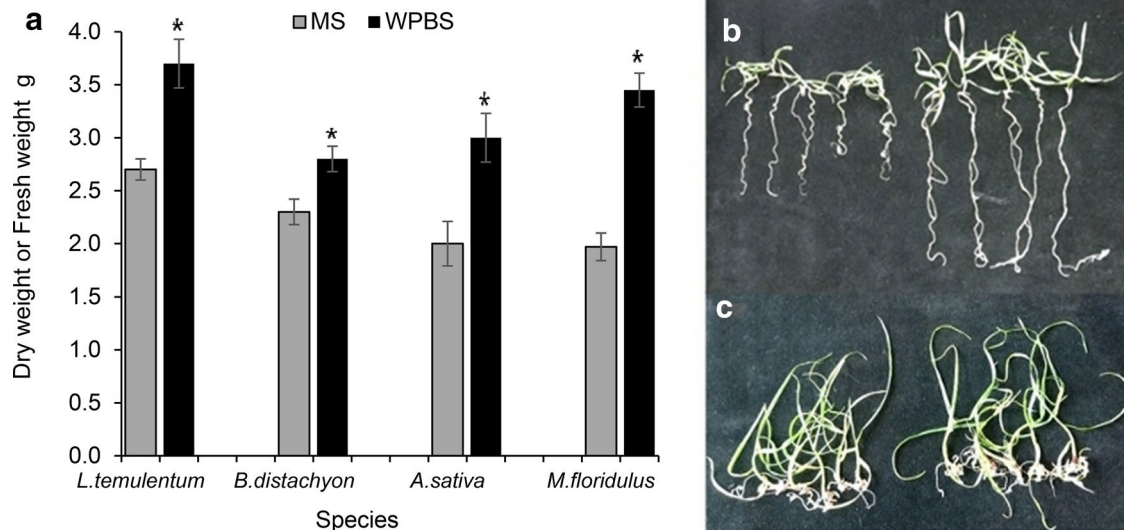 a
MS WPBS
Dry weight or Fresh weight g
4.0
3.5
3.0
2.5
2.0
1.5
1.0
0.5
0.0
* * * *
L.temulentum B.distachyon A.sativa M.floridulus
Species
b
c